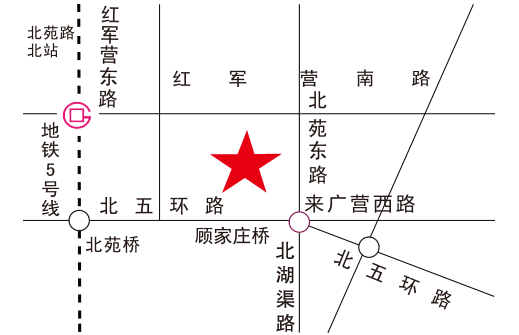 北苑路
北站
红军营东路
红军营南路
北苑东路
地铁5号线
北五环路
来广营西路
北苑桥
顾家庄桥
北湖渠路
北五环路